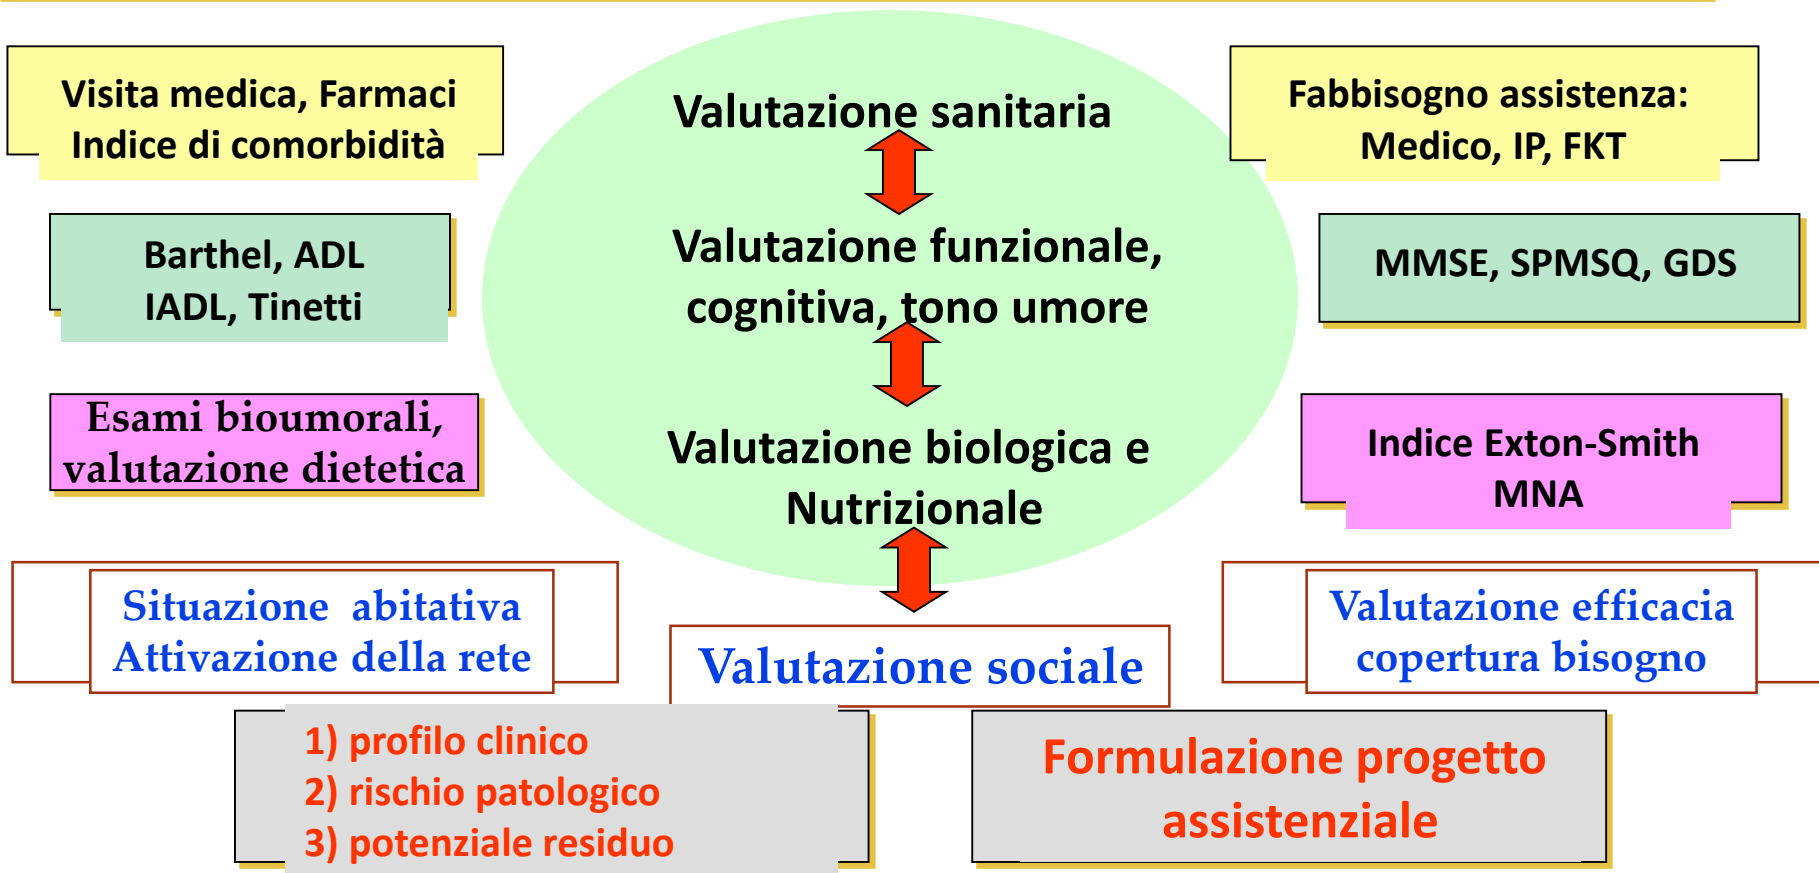 Visita medica, Farmaci
Indice di comorbidità
Valutazione sanitaria
Fabbisogno assistenza:
Medico, IP, FKT
Barthel, ADL
IADL, Tinetti
Valutazione funzionale,
cognitiva, tono umore
MMSE, SPMSQ, GDS
Esami bioumorali,
valutazione dietetica
Valutazione biologica e
Nutrizionale
Indice Exton-Smith
MNA
Situazione abitativa
Attivazione della rete
Valutazione sociale
Valutazione efficacia
copertura bisogno
1) profilo clinico
2) rischio patologico
3) potenziale residuo
Formulazione progetto
assistenziale